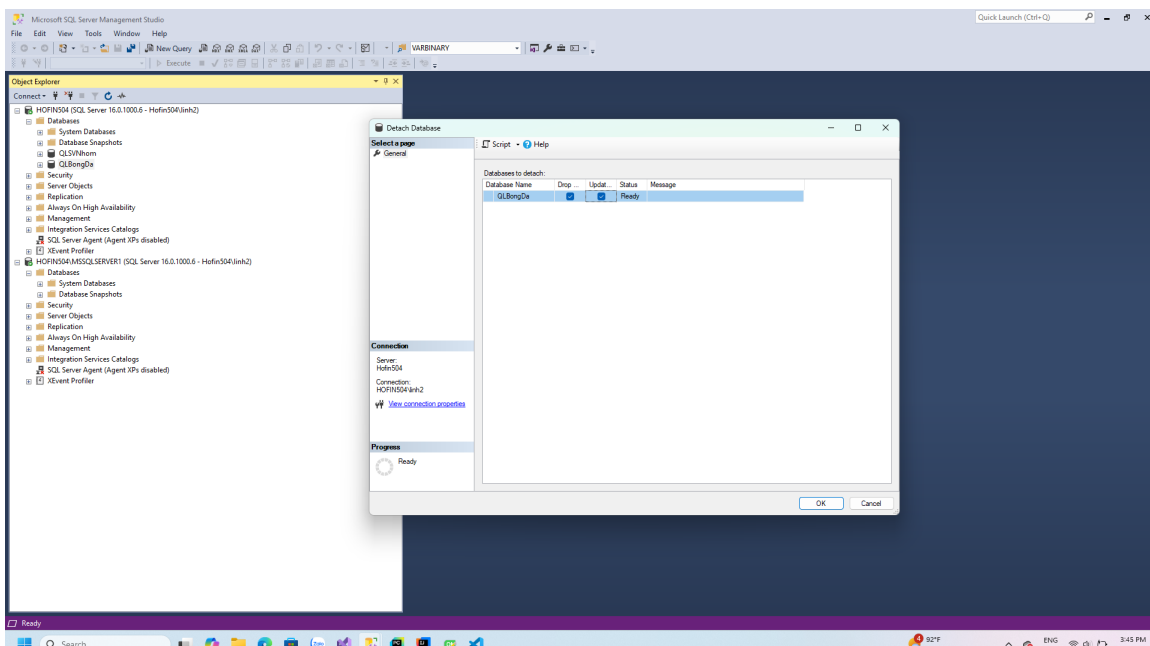 Microsoft SQL Server Management Studio
Quick Launch (Ctrl+Q)
File Edit View Tools Window Help
New Query
VARBINARY
Execute
Object Explorer
Connect
HOFIN504 (SQL Server 16.0.1000.6 - Hofin504\linh2)
Databases
System Databases
Database Snapshots
QLSVNhom
QLBongDa
Security
Server Objects
Replication
Always On High Availability
Management
Integration Services Catalogs
SQL Server Agent (Agent XPs disabled)
XEvent Profiler
HOFIN504\MSSQLSERVER1 (SQL Server 16.0.1000.6 - Hofin504\linh2)
Databases
System Databases
Database Snapshots
Security
Server Objects
Replication
Always On High Availability
Management
Integration Services Catalogs
SQL Server Agent (Agent XPs disabled)
XEvent Profiler
Detach Database
Select a page
General
Script Help
Databases to detach:
Database Name Drop ... Updat... Status Message
QLBongDa Ready
Connection
Server:
Hofin504
Connection:
HOFIN504\linh2
View connection properties
Progress
Ready
OK Cancel
Ready
Search
4
92°F
ENG
3:45 PM